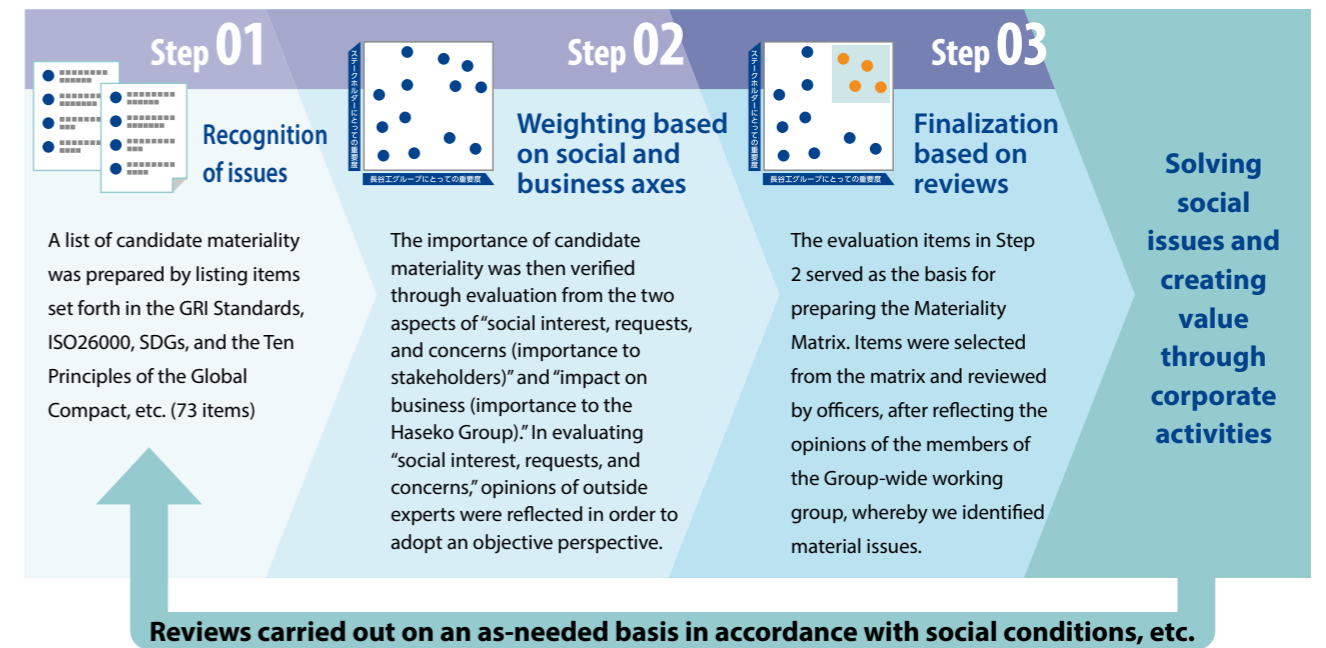 Step 01
Recognition
of issues
A list of candidate materiality
was prepared by listing items
set forth in the GRI Standards,
ISO26000, SDGs, and the Ten
Principles of the Global
Compact, etc. (73 items)
Step 02
ステークホルダーにとっての重要度
長谷工グループにとっての重要度
Weighting based
on social and
business axes
The importance of candidate
materiality was then verified
through evaluation from the two
aspects of “social interest, requests,
and concerns (importance to
stakeholders)” and “impact on
business (importance to the
Haseko Group).” In evaluating
“social interest, requests, and
concerns,” opinions of outside
experts were reflected in order to
adopt an objective perspective.
Step 03
ステークホルダーにとっての重要度
長谷工グループにとっての重要度
Finalization
based on
reviews
The evaluation items in Step
2 served as the basis for
preparing the Materiality
Matrix. Items were selected
from the matrix and reviewed
by officers, after reflecting the
opinions of the members of
the Group-wide working
group, whereby we identified
material issues.
Solving
social
issues and
creating
value
through
corporate
activities
Reviews carried out on an as-needed basis in accordance with social conditions, etc.